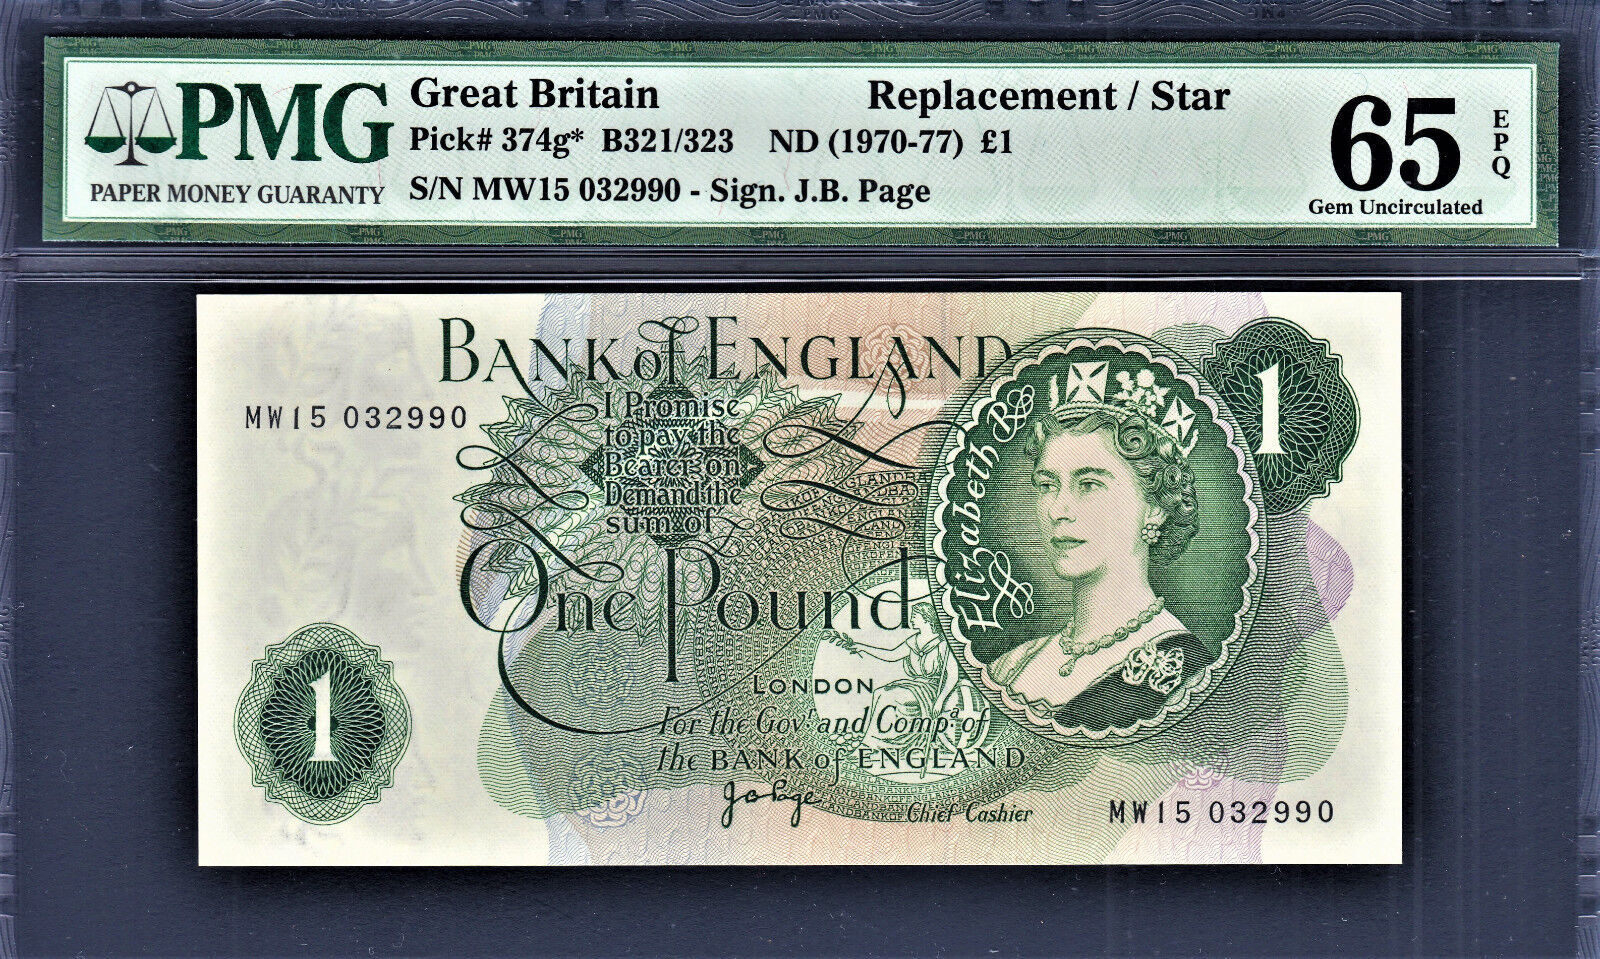 PMG
PAPER MONEY GUARANTY
Great Britain
Replacement / Star
Pick# 374g* B321/323 ND (1970-77) £1
S/N MW15 032990 - Sign. J.B. Page
65
EPQ
Gem Uncirculated
BANK of ENGLAND
MW15 032990
I Promise
to pay the
Bearer on
Demand the
sum of
One Pound
Elizabeth R
1
1
LONDON
For the Govr and Compa of
the BANK of ENGLAND
J B Page
Chief Cashier
MW15 032990